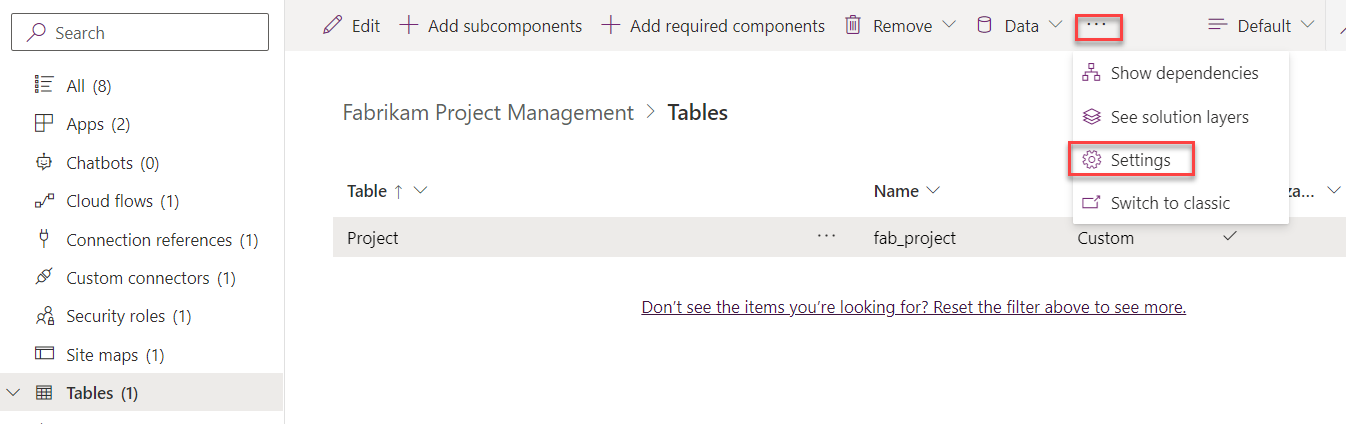 Search
All (8)
Apps (2)
Chatbots (0)
Cloud flows (1)
Connection references (1)
Custom connectors (1)
Security roles (1)
Site maps (1)
Tables (1)
Edit
Add subcomponents
Add required components
Remove
Data
...
Default
Show dependencies
See solution layers
Settings
Switch to classic
Fabrikam Project Management > Tables
Table ↑
Name
za...
Project
...
fab_project
Custom
Don't see the items you're looking for? Reset the filter above to see more.